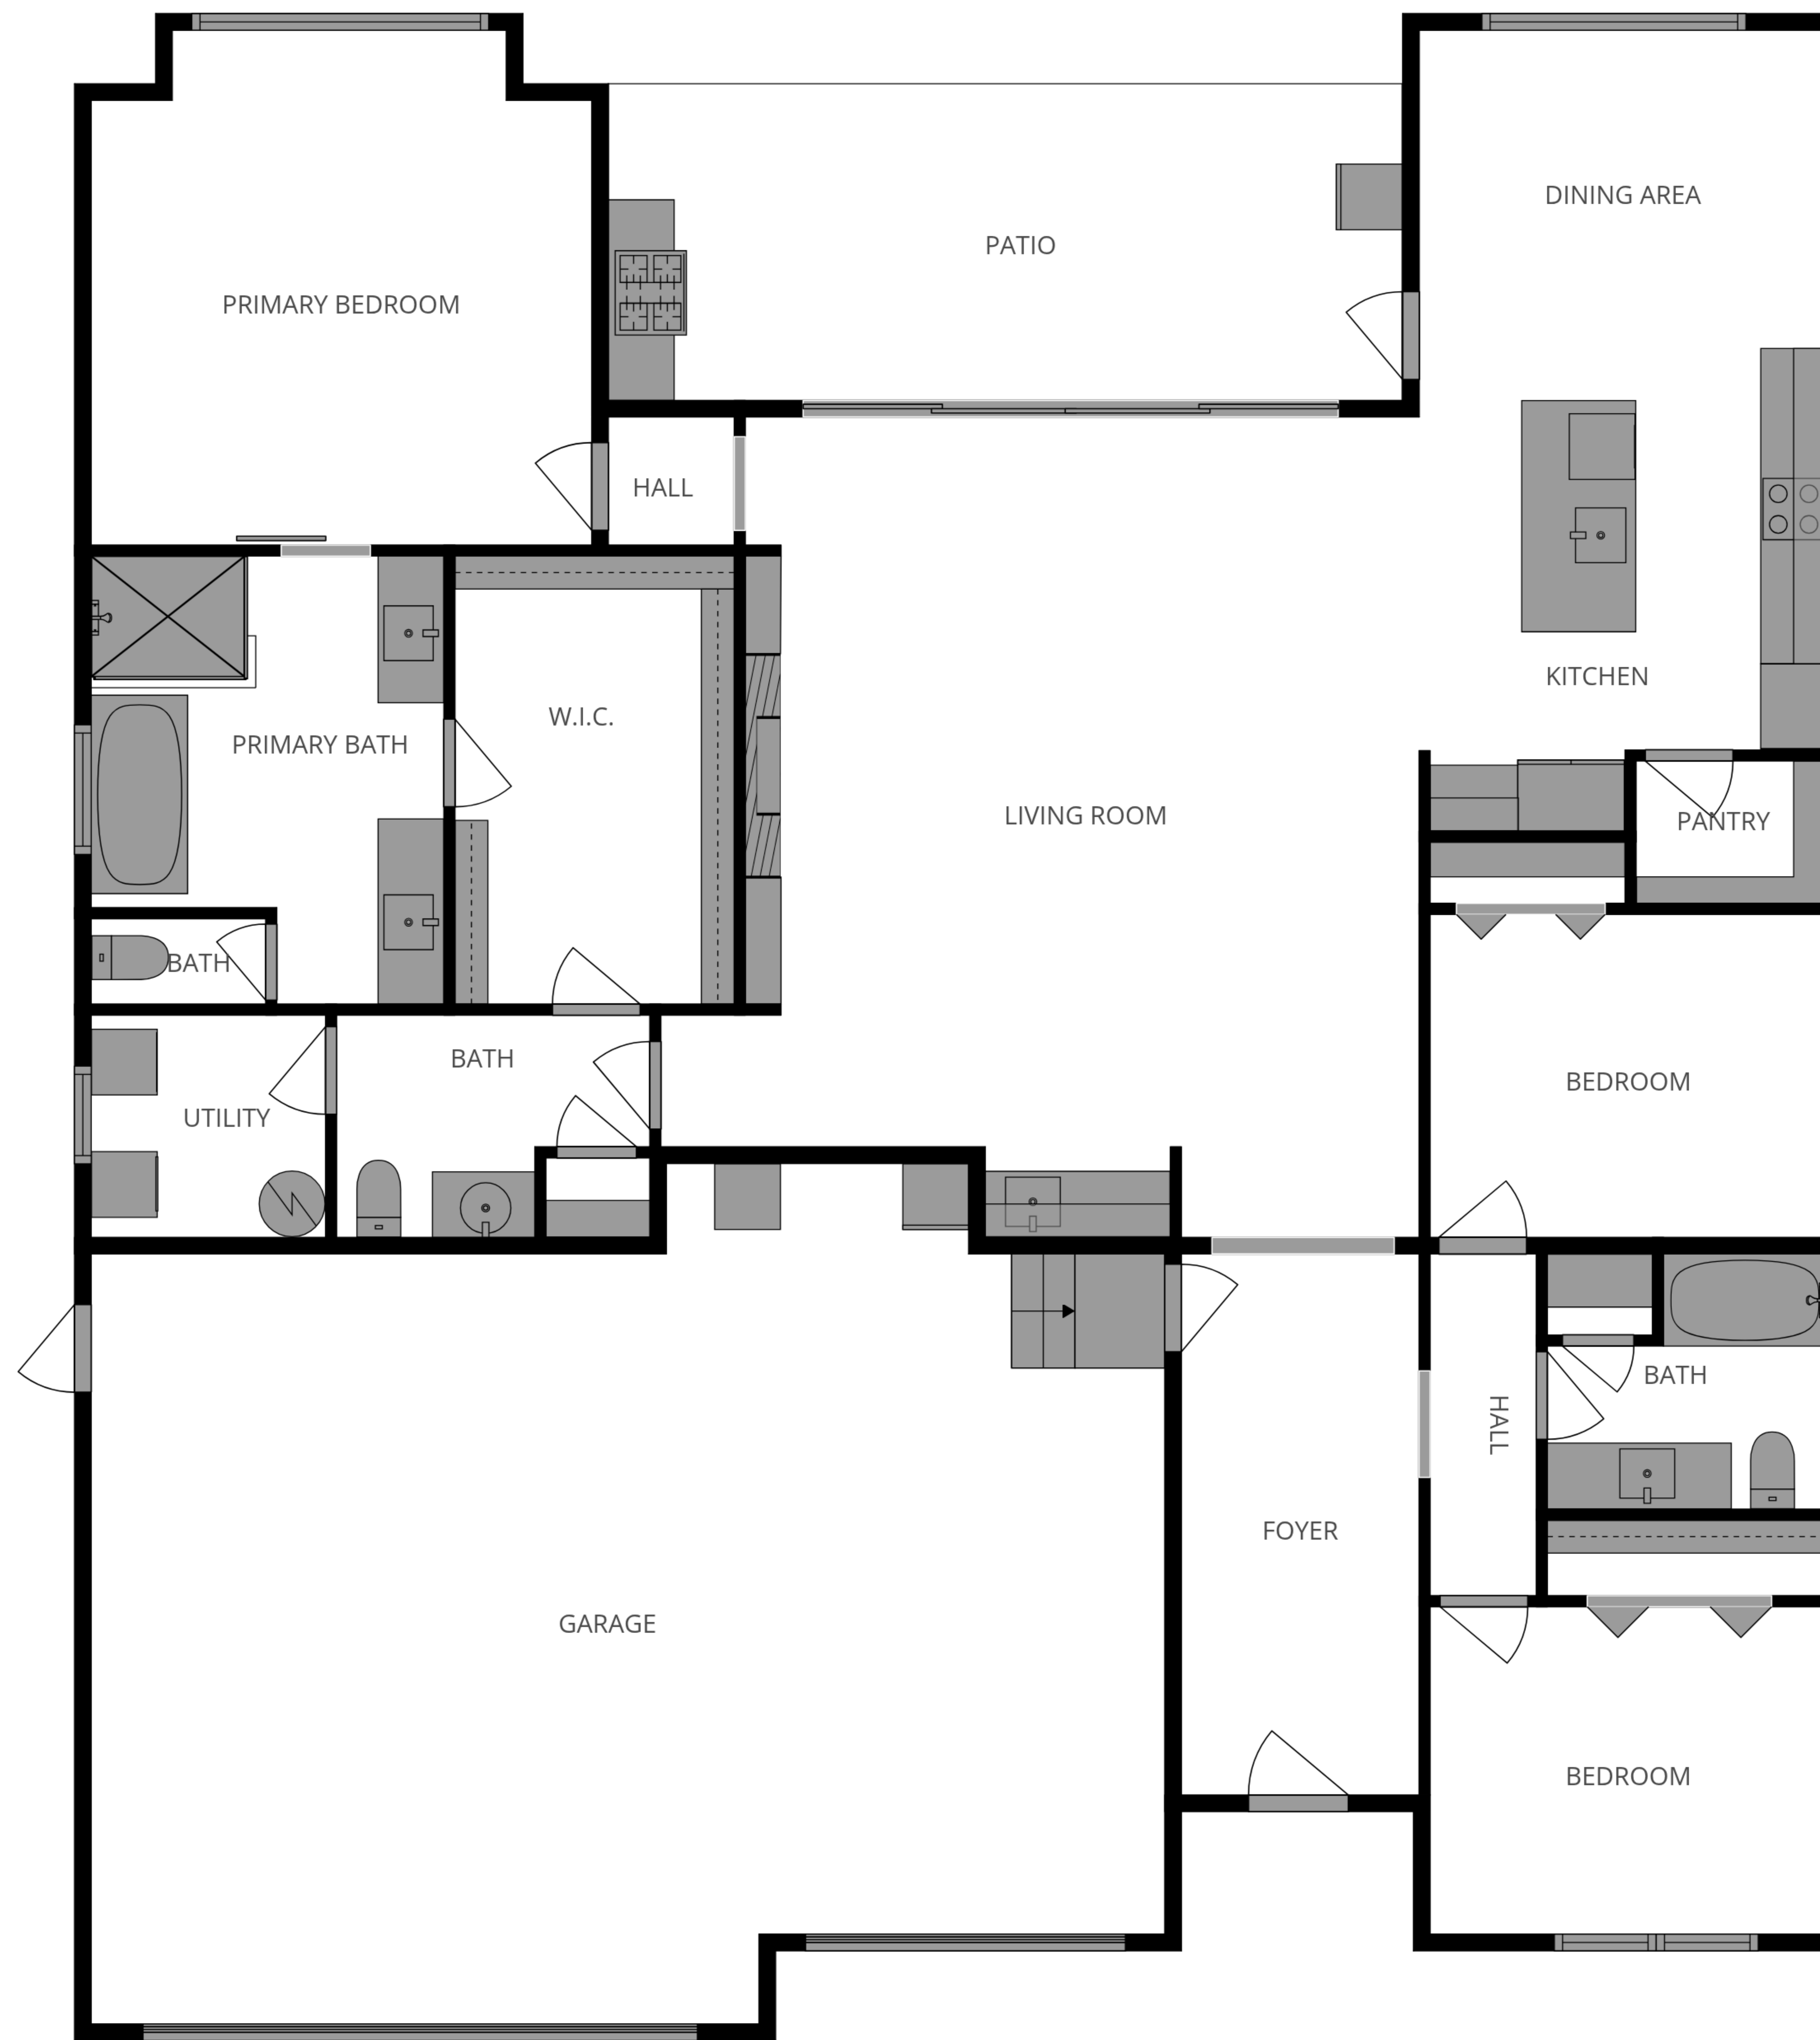 DINING AREA
PATIO
PRIMARY BEDROOM
HALL
KITCHEN
W.I.C.
PRIMARY BATH
LIVING ROOM
PANTRY
BATH
BATH
BEDROOM
UTILITY
BATH
HALL
FOYER
GARAGE
BEDROOM